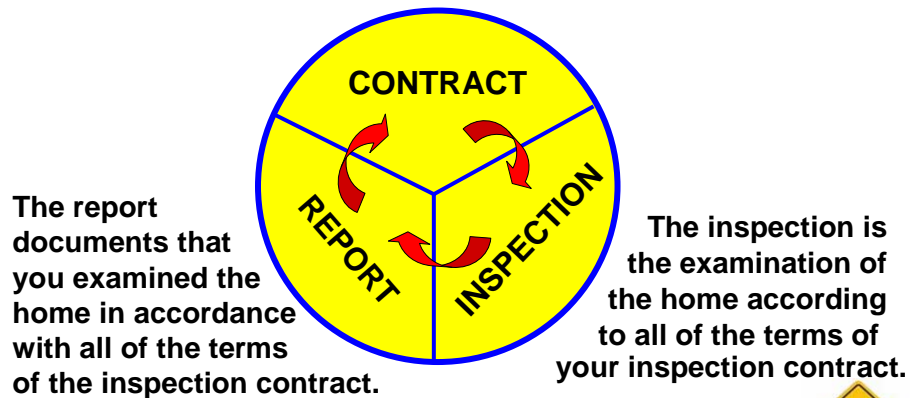 CONTRACT
REPORT
INSPECTION
The report
documents that
you examined the
home in accordance
with all of the terms
of the inspection contract.
The inspection is
the examination of
the home according
to all of the terms of
your inspection contract.